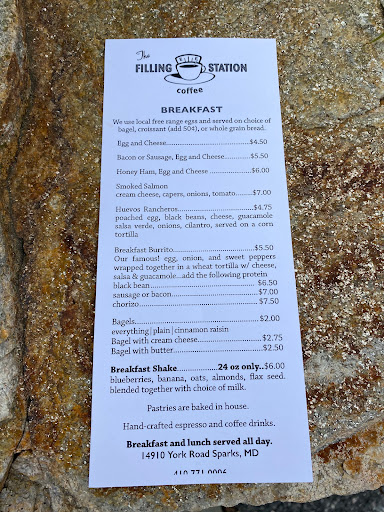 The
FILLING STATION
coffee
BREAKFAST
We use local free range egss and served on choice of
bagel, croissant (add 50¢), or whole grain bread.
Egg and Cheese..................$4.50
Bacon or Sausage, Egg and Cheese............$5.50
Honey Ham, Egg and Cheese ..................$6.00
Smoked Salmon
cream cheese, capers, onions, tomato........$7.00
Huevos Rancheros..................$4.75
poached egg, black beans, cheese, guacamole
salsa verde, onions, cilantro, served on a corn
tortilla
Breakfast Burrito..................$5.50
Our famous! egg, onion, and sweet peppers
wrapped together in a wheat tortilla w/ cheese,
salsa & guacamole...add the following protein
black bean..................$6.50
sausage or bacon..................$7.00
chorizo..................$7.50
Bagels..................$2.00
everything|plain|cinnamon raisin
Bagel with cream cheese..................$2.75
Bagel with butter..................$2.50
Breakfast Shake..................24 oz only..$6.00
blueberries, banana, oats, almonds, flax seed.
blended together with choice of milk.
Pastries are baked in house.
Hand-crafted espresso and coffee drinks.
Breakfast and lunch served all day.
14910 York Road Sparks, MD
410.771.0006